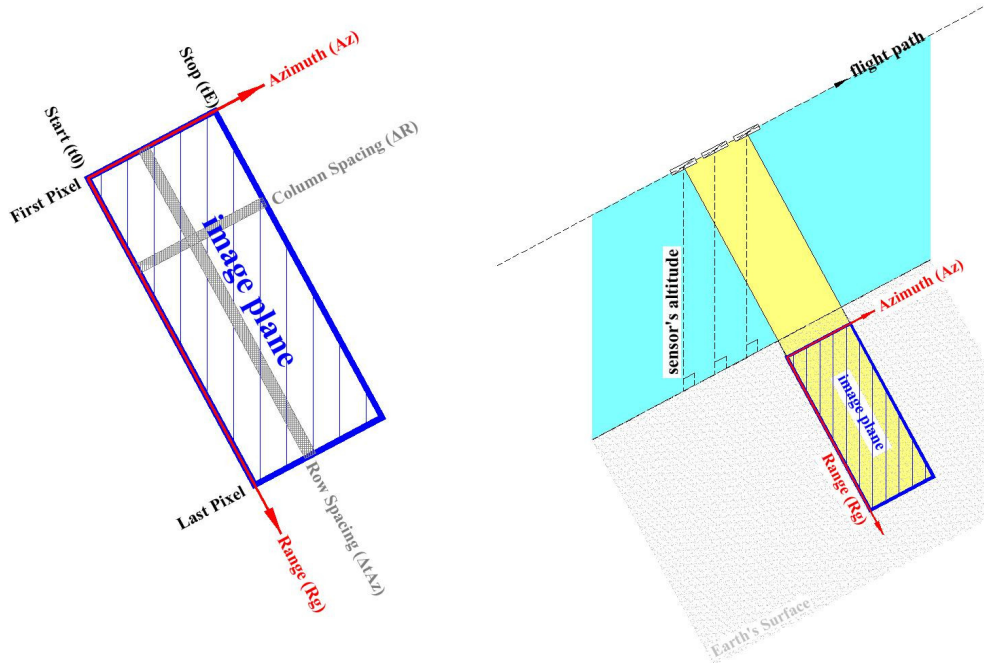 Stop (tE)
Azimuth (Az)
Start (t0)
First Pixel
Column Spacing (ΔR)
image plane
Last Pixel
Row Spacing (ΔtAz)
Range (Rg)
flight path
sensor's altitude
Azimuth (Az)
image plane
Range (Rg)
Earth's Surface